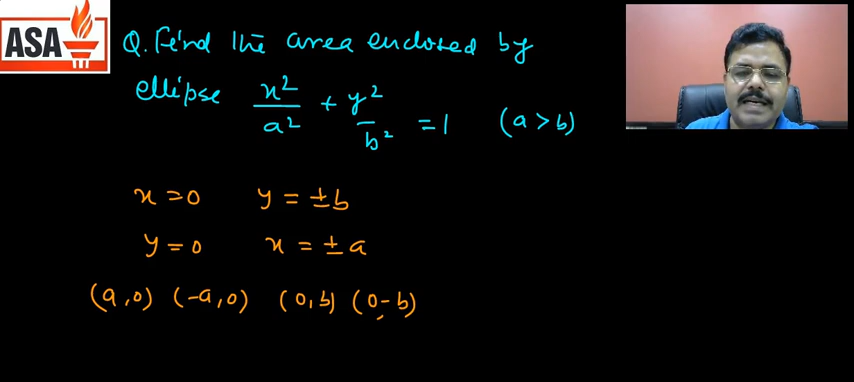 ASA
Q. Find the area enclosed by
ellipse x²/a² + y²/b² = 1 (a > b)
x = 0 y = ± b
y = 0 x = ± a
(a, 0) (-a, 0) (0, b) (0, - b)